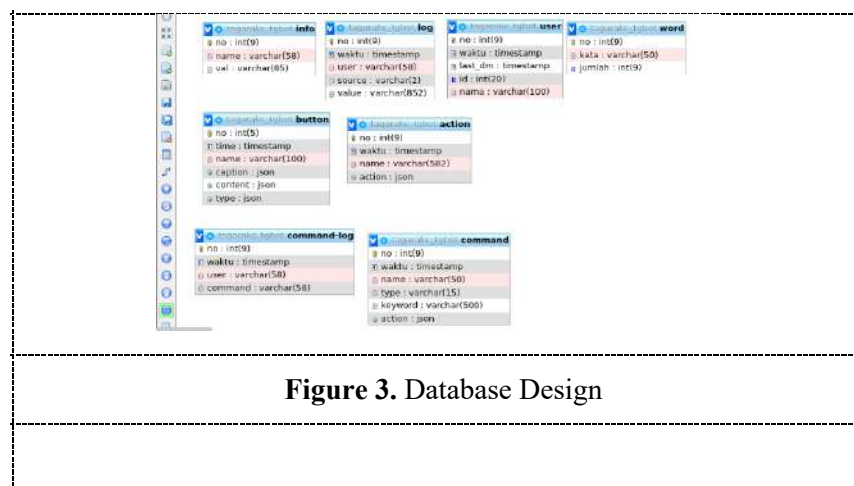 info
no : int(9)
name : varchar(58)
val : varchar(85)
log
no : int(9)
waktu : timestamp
user : varchar(58)
source : varchar(2)
value : varchar(852)
user
no : int(9)
waktu : timestamp
last_dm : timestamp
id : int(20)
nama : varchar(100)
word
no : int(9)
kata : varchar(50)
jumlah : int(9)
button
no : int(5)
time : timestamp
name : varchar(100)
caption : json
content : json
type : json
action
no : int(9)
waktu : timestamp
name : varchar(582)
action : json
command-log
no : int(9)
waktu : timestamp
user : varchar(58)
command : varchar(58)
command
no : int(9)
waktu : timestamp
name : varchar(50)
type : varchar(15)
keyword : varchar(500)
action : json
Figure 3. Database Design